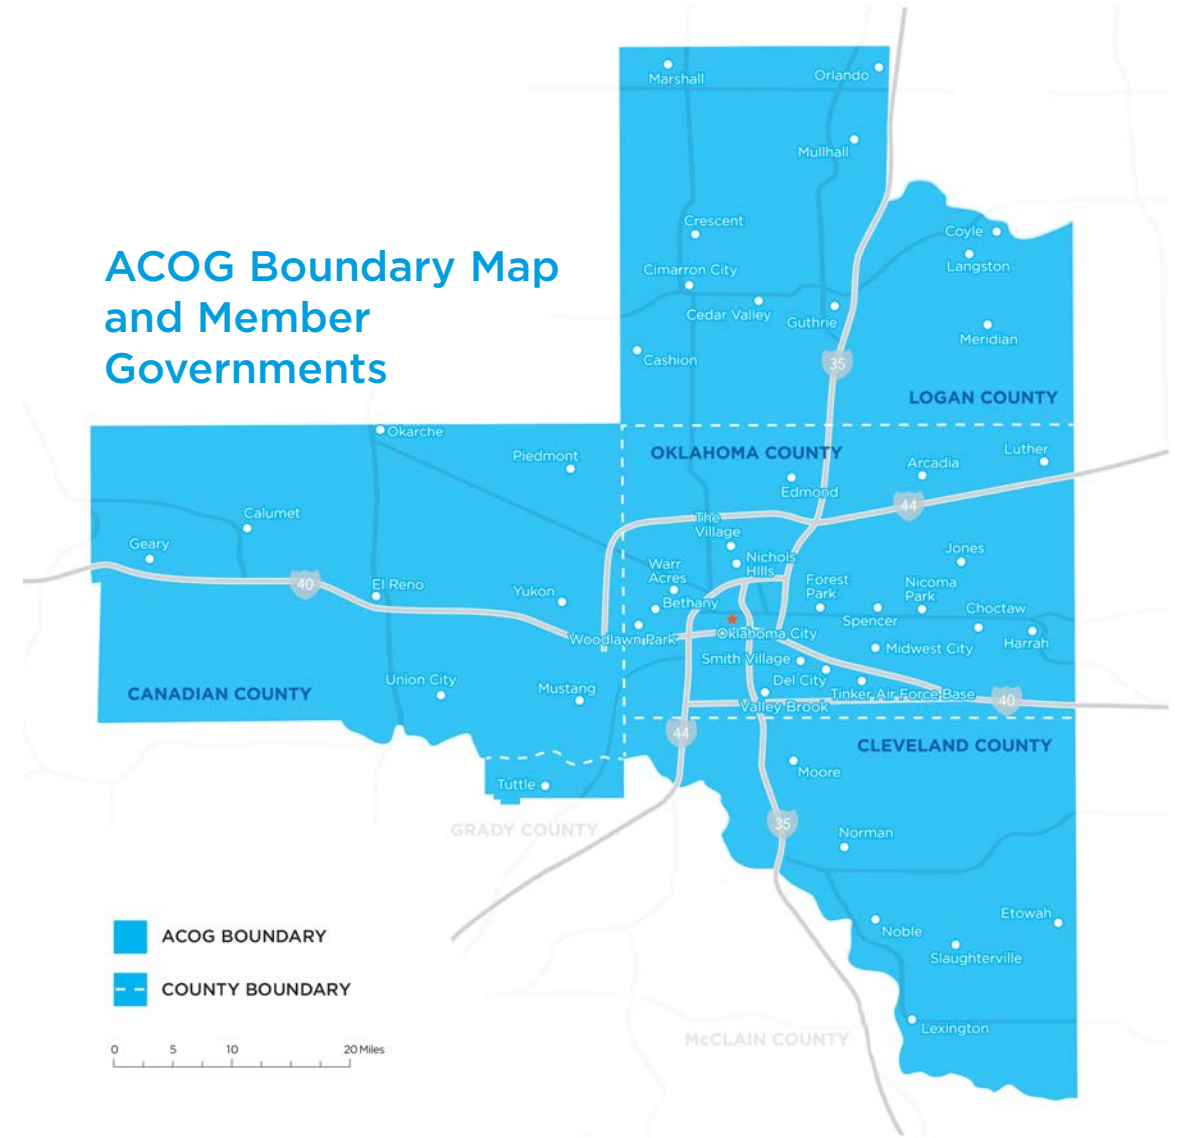 Marshall
Orlando
Mullhall
Crescent
Coyle
Langston
Cimarron City
Cedar Valley
Guthrie
Meridian
Cashion
35
LOGAN COUNTY
ACOG Boundary Map
and Member
Governments
Okarche
Piedmont
OKLAHOMA COUNTY
Arcadia
Luther
Edmond
44
Calumet
The
Village
Geary
Nichols
HIlls
Jones
Warr
Acres
40
El Reno
Yukon
Forest
Park
Nicoma
Park
Bethany
Choctaw
Spencer
Woodlawn Park
Oklahoma City
Harrah
Midwest City
Smith Village
Union City
Del City
CANADIAN COUNTY
Mustang
Tinker Air Force Base
40
Valley Brook
44
CLEVELAND COUNTY
Moore
Tuttle
GRADY COUNTY
35
Norman
Etowah
Noble
Slaughterville
Lexington
McCLAIN COUNTY
ACOG BOUNDARY
COUNTY BOUNDARY
0 5 10 20 Miles